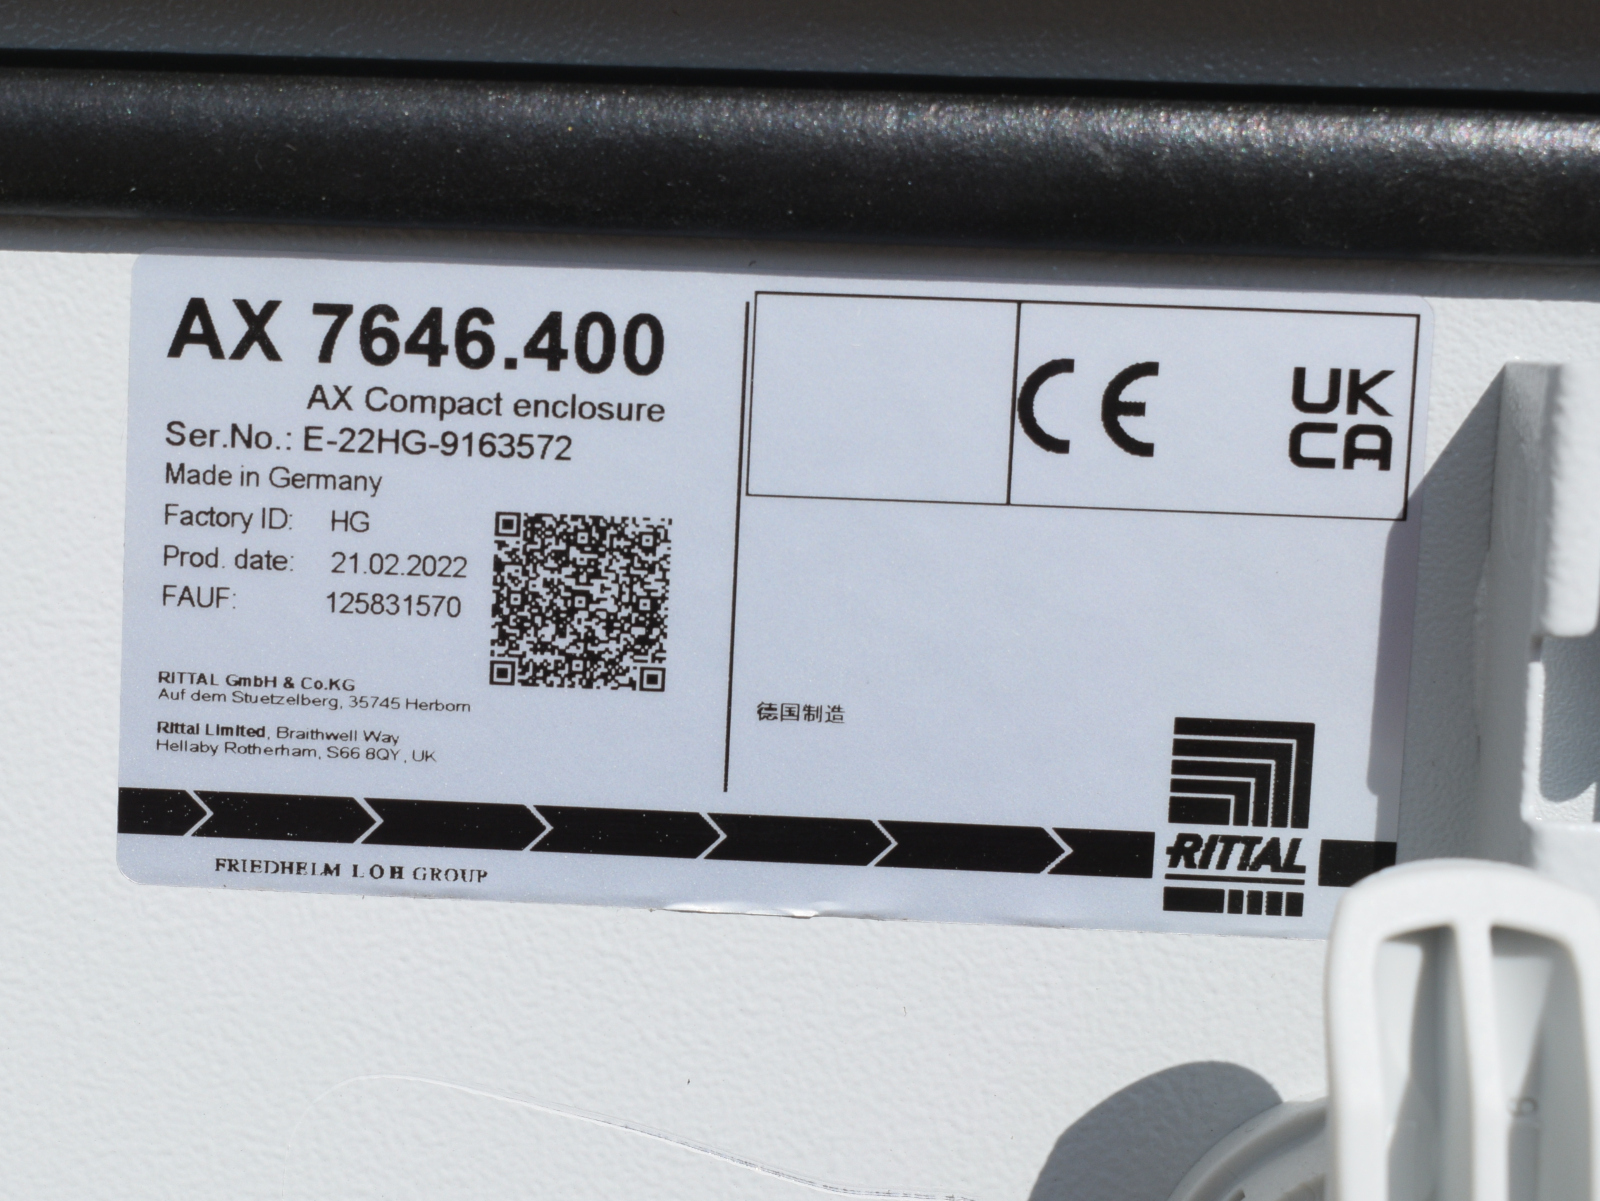 AX 7646.400
AX Compact enclosure
Ser.No.: E-22HG-9163572
Made in Germany
Factory ID: HG
Prod. date: 21.02.2022
FAUF: 125831570
RITTAL GmbH & Co.KG
Auf dem Stuetzelberg, 35745 Herborn
Rittal Limited, Braithwell Way
Hellaby Rotherham, S66 8QY, UK
FRIEDHELM LOH GROUP
CE
UK
CA
德国制造
RITTAL